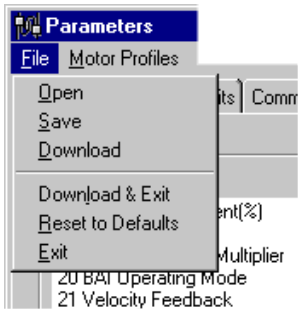 Parameters
File Motor Profiles
Open
its Comm
Save
Download
Download & Exit
Reset to Defaults
ent(%)
Exit
Multiplier
20 BAI Operating Mode
21 Velocity Feedback